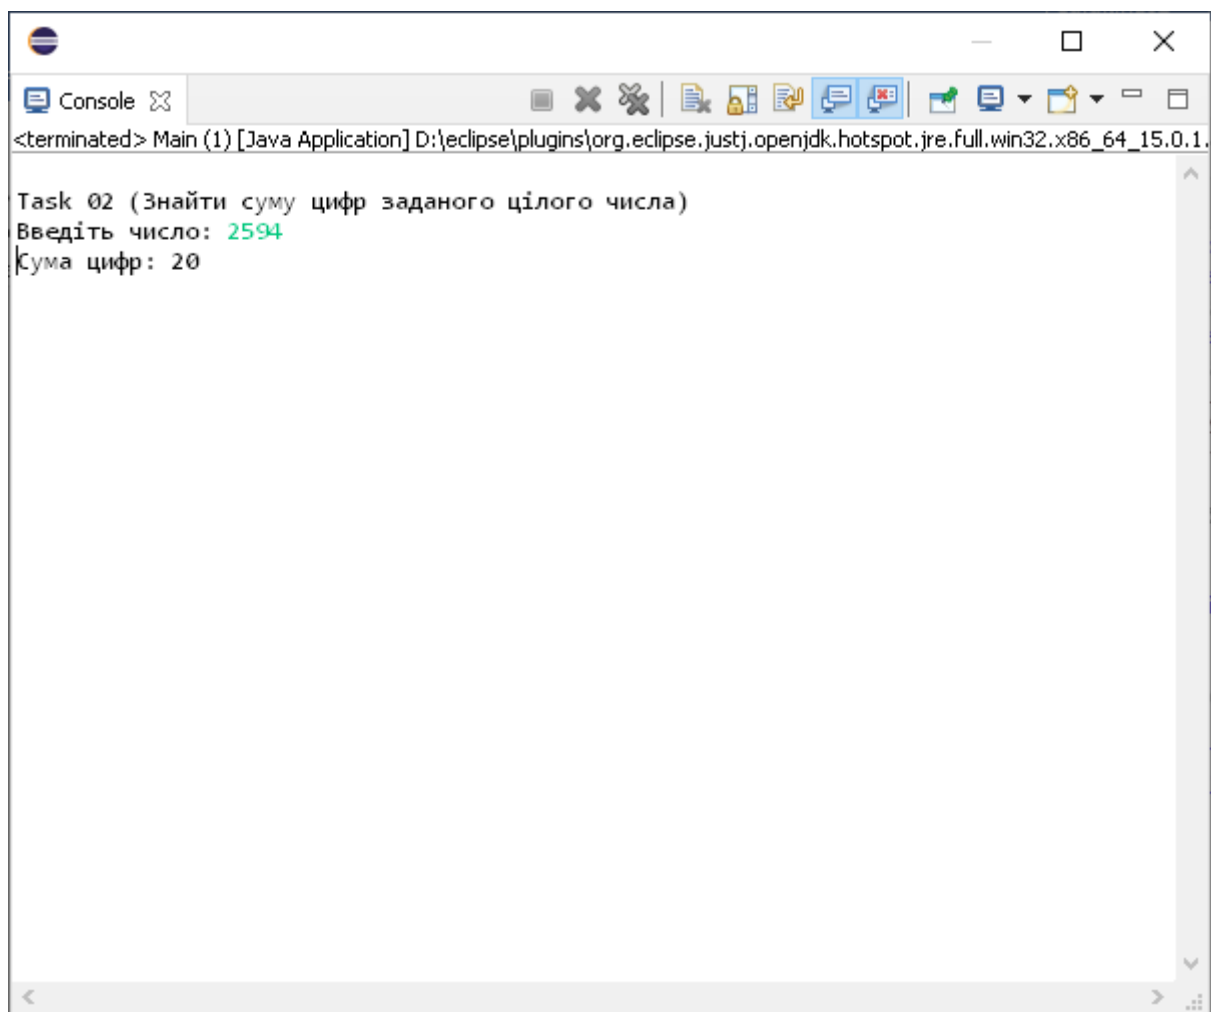 Console
<terminated> Main (1) [Java Application] D:\eclipse\plugins\org.eclipse.justj.openjdk.hotspot.jre.full.win32.x86_64_15.0.1.
Task 02 (Знайти суму цифр заданого цілого числа)
Введіть число: 2594
Сума цифр: 20